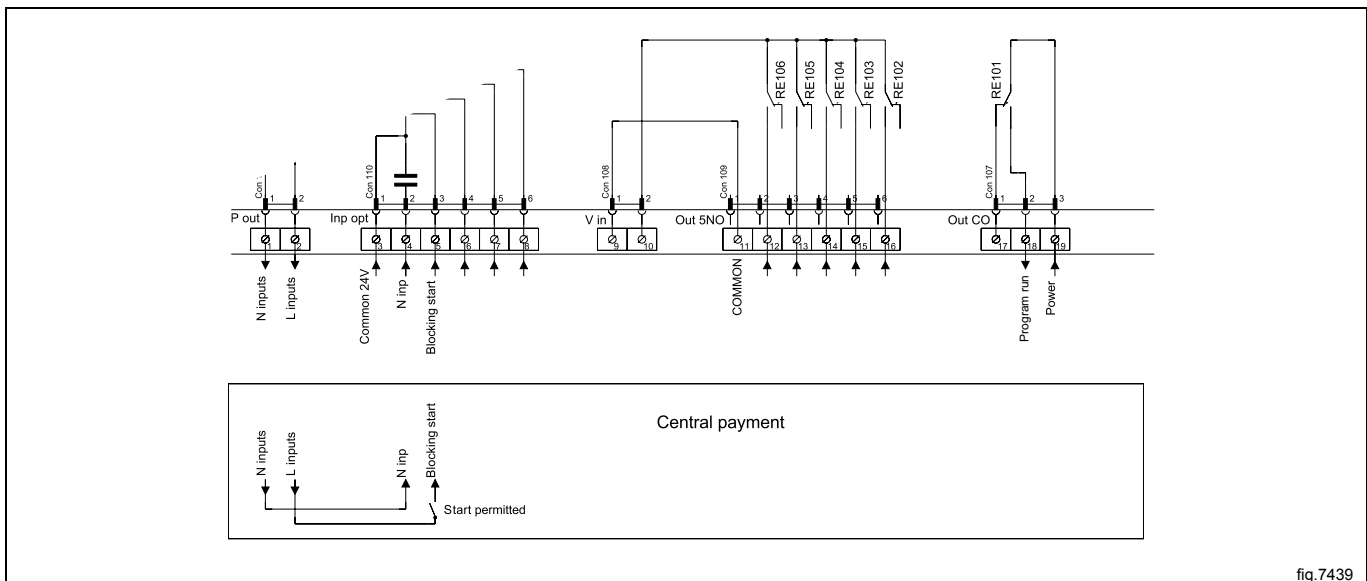 RE106
RE105
RE104
RE103
RE102
RE101
Con 110
Con 108
Con 109
Con 107
1 2
1 2 3 4 5 6
1 2
1 2 3 4 5 6
1 2 3
P out
Inp opt
V in
Out 5NO
Out CO
1 2
3 4 5 6 7 8
9 10
11 12 13 14 15 16
17 18 19
N inputs
L inputs
Common 24V
N inp
Blocking start
COMMON
Program run
Power
Central payment
N inputs
L inputs
N inp
Blocking start
Start permitted
fig.7439